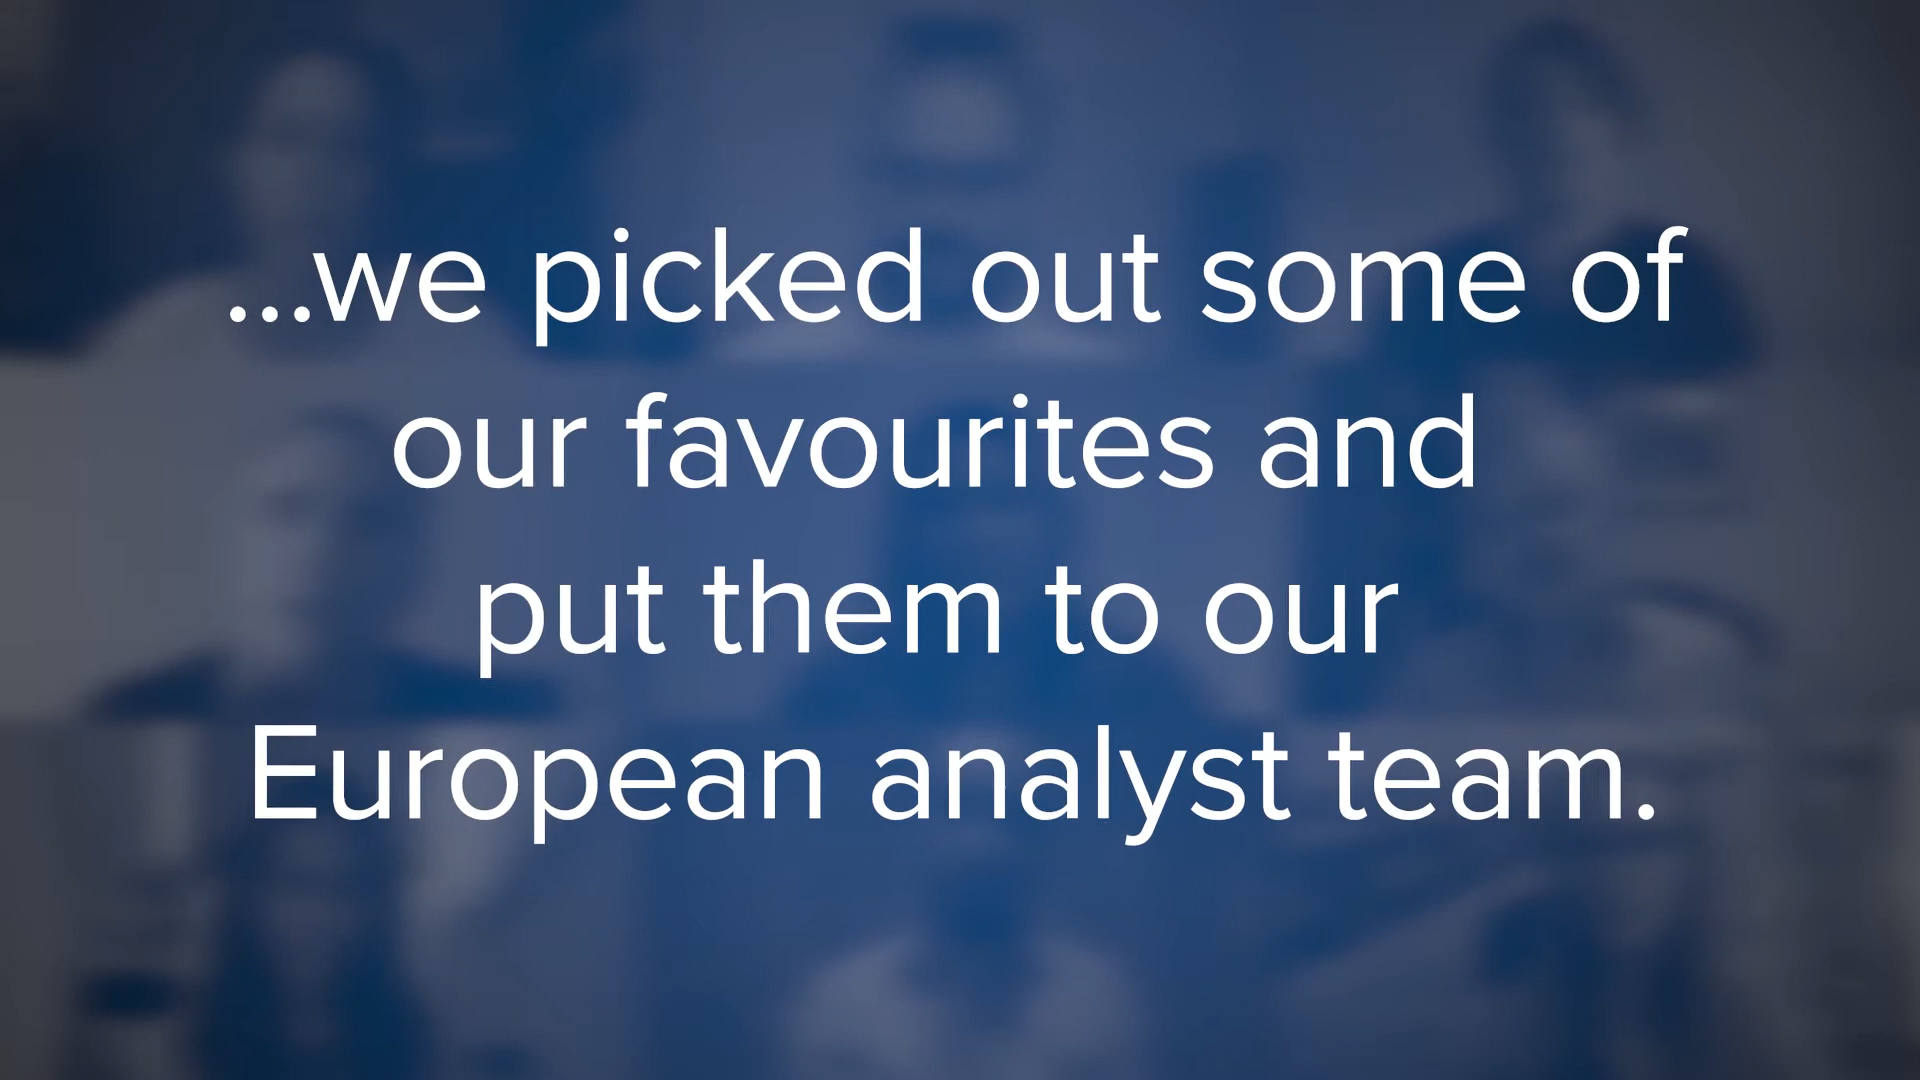 ...we picked out some of
our favourites and
put them to our
European analyst team.